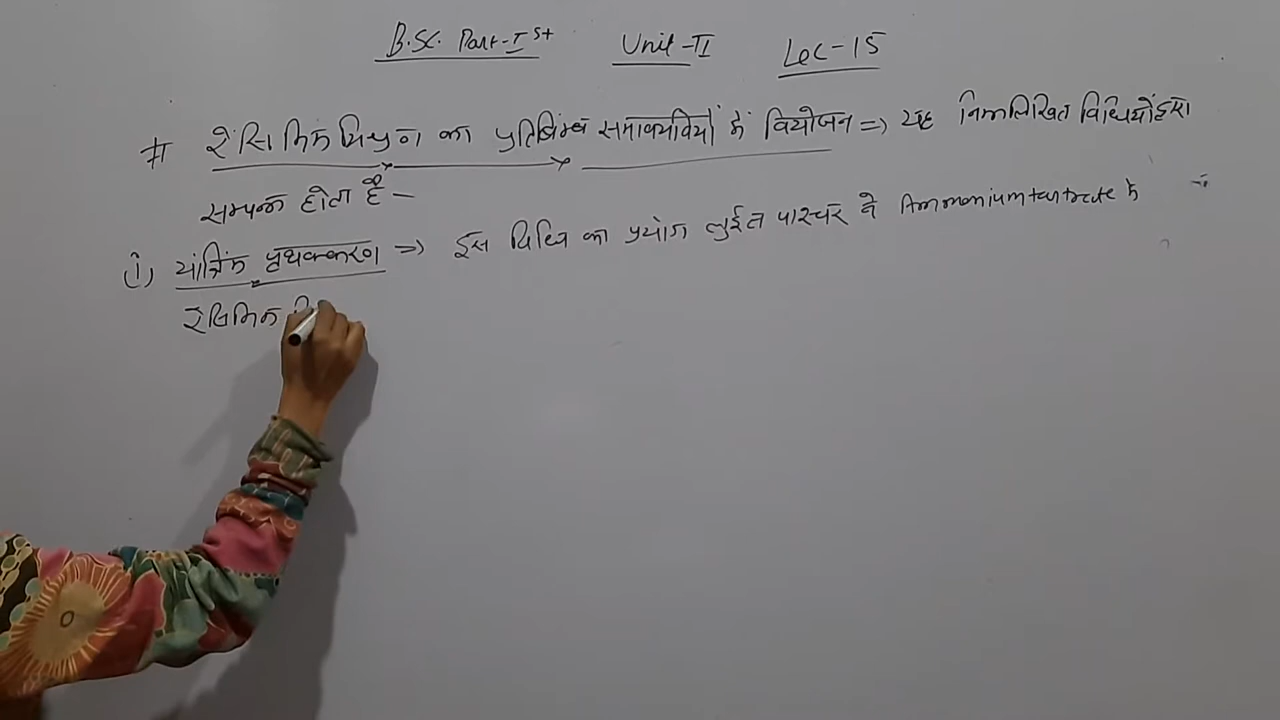 B.SC. Part-Ist Unit-II Lec-15
# रेसिमिक मिश्रण का प्रतिबिम्ब समावयवियों में वियोजन => यह निम्नलिखित विधियों द्वारा
सम्पन्न होता है -
(i) यांत्रिक पृथक्करण => इस विधि का प्रयोग लुईस पाश्चर ने Ammonium tartrate के
रेसिमिक